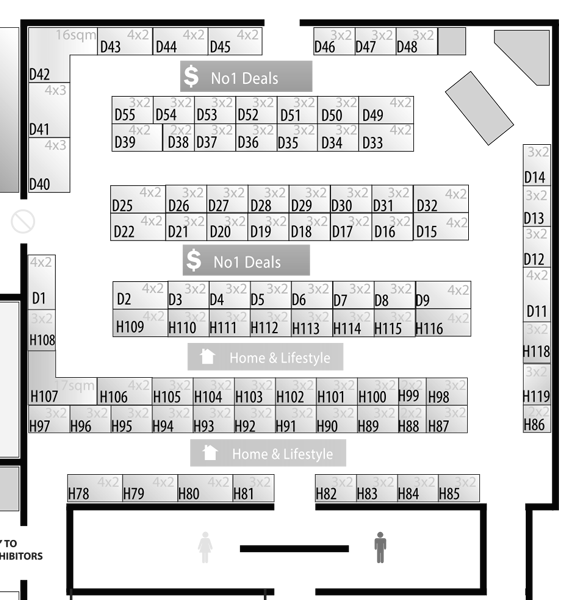 16sqm 4x2 4x2 4x2 3x2 3x2 3x2
D43 D44 D45 D46 D47 D48
D42
$ No1 Deals
4x3
D41
3x2 3x2 3x2 3x2 3x2 3x2 4x2
D55 D54 D53 D52 D51 D50 D49
4x2 2x2 3x2 3x2 3x2 3x2 4x2
D39 D38 D37 D36 D35 D34 D33
4x3
D40
3x2
D14
4x2 3x2 3x2 3x2 3x2 3x2 3x2 4x2
D25 D26 D27 D28 D29 D30 D31 D32
3x2
D13
4x2 3x2 3x2 3x2 3x2 3x2 3x2 4x2
D22 D21 D20 D19 D18 D17 D16 D15
3x2
D12
$ No1 Deals
4x2
D1
4x2
D11
4x2 3x2 3x2 3x2 3x2 3x2 3x2 4x2
D2 D3 D4 D5 D6 D7 D8 D9
4x2 3x2 3x2 3x2 3x2 3x2 3x2 4x2
H109 H110 H111 H112 H113 H114 H115 H116
3x2
H108
3x2
H118
Home & Lifestyle
17sqm 4x2 3x2 3x2 3x2 3x2 3x2 3x2 2x2 3x2
H107 H106 H105 H104 H103 H102 H101 H100 H99 H98
3x2
H119
3x2 3x2 3x2 3x2 3x2 3x2 3x2 3x2 3x2 2x2 3x2
H97 H96 H95 H94 H93 H92 H91 H90 H89 H88 H87
2x2
H86
Home & Lifestyle
4x2 4x2 4x2 3x2 3x2 3x2 3x2 3x2
H78 H79 H80 H81 H82 H83 H84 H85
Y TO
HIBITORS